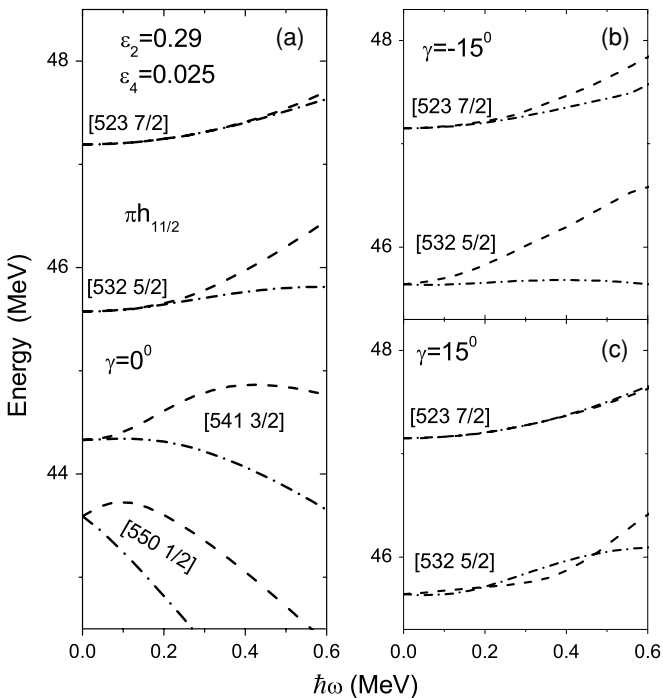 (a)
ε₂=0.29
ε₄=0.025
[523 7/2]
πh₁₁/₂
[532 5/2]
γ=0⁰
[541 3/2]
[550 1/2]
48
46
44
0.0 0.2 0.4 0.6
Energy (MeV)
(b)
γ=-15⁰
[523 7/2]
[532 5/2]
48
46
(c)
γ=15⁰
[523 7/2]
[532 5/2]
48
46
0.0 0.2 0.4 0.6
ℏω (MeV)